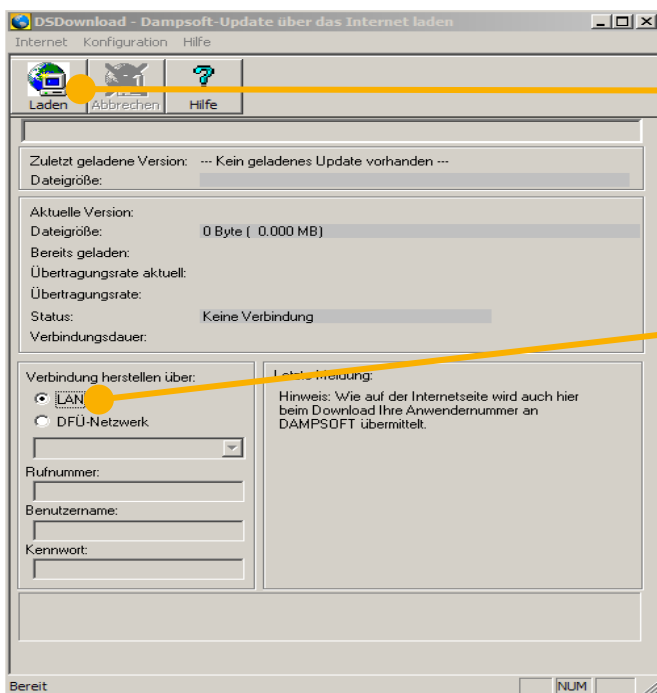 DSDownload - Dampsoft-Update über das Internet laden
Internet Konfiguration Hilfe
Laden Abbrechen Hilfe
Zuletzt geladene Version: --- Kein geladenes Update vorhanden ---
Dateigröße:
Aktuelle Version:
Dateigröße: 0 Byte ( 0.000 MB)
Bereits geladen:
Übertragungsrate aktuell:
Übertragungsrate:
Status: Keine Verbindung
Verbindungsdauer:
Verbindung herstellen über:
LAN
DFÜ-Netzwerk
Rufnummer:
Benutzername:
Kennwort:
Letzte Meldung:
Hinweis: Wie auf der Internetseite wird auch hier
beim Download Ihre Anwendernummer an
DAMPSOFT übermittelt.
Bereit NUM